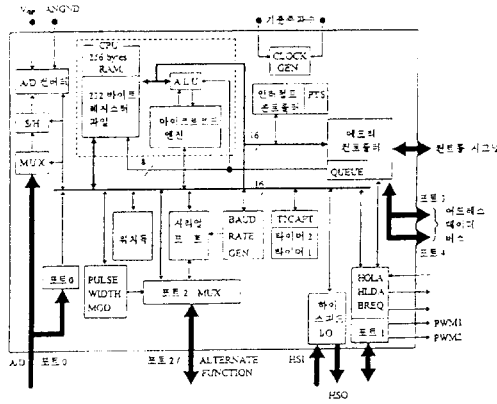 ANGND
기준주파수
CPU
256 bytes
RAM
CLOCK
GEN
A/D 컨버터
ALU
232 바이트
레지스터
파일
인터럽트
컨트롤러
PTS
S/H
마이크로코드
엔진
메모리
컨트롤러
MUX
16
컨트롤 시그널
QUEUE
16
포트 3
어드레스
데이터
버스
포트 4
워치독
시리얼
포트
BAUD
RATE
GEN
T2CAPT
타이머 2
타이머 1
HOLA
HLDA
BREQ
포트 1
포트 0
PULSE
WIDTH
MOD
포트 2 MUX
하이
스피드
I/O
PWM1
PWM2
A/D
포트 0
포트 2 /
ALTERNATE
FUNCTION
HSI
HSO